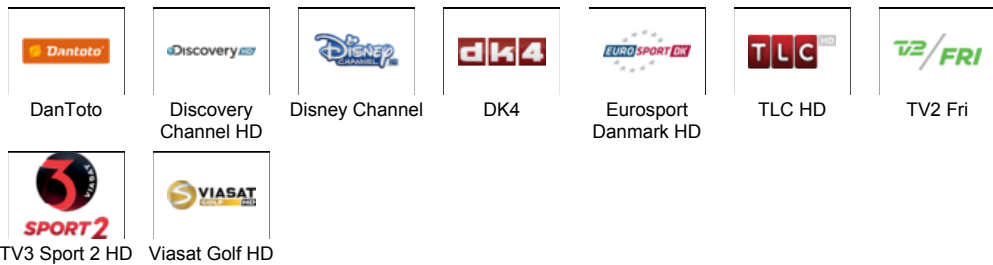 Dantoto
Discovery HD
Disney
CHANNEL
dk4
EUROSPORT DK
TLC HD
TV2/FRI
DanToto
Discovery
Channel HD
Disney Channel
DK4
Eurosport
Danmark HD
TLC HD
TV2 Fri
3
VIASAT
SPORT2
VIASAT
GOLF HD
TV3 Sport 2 HD
Viasat Golf HD